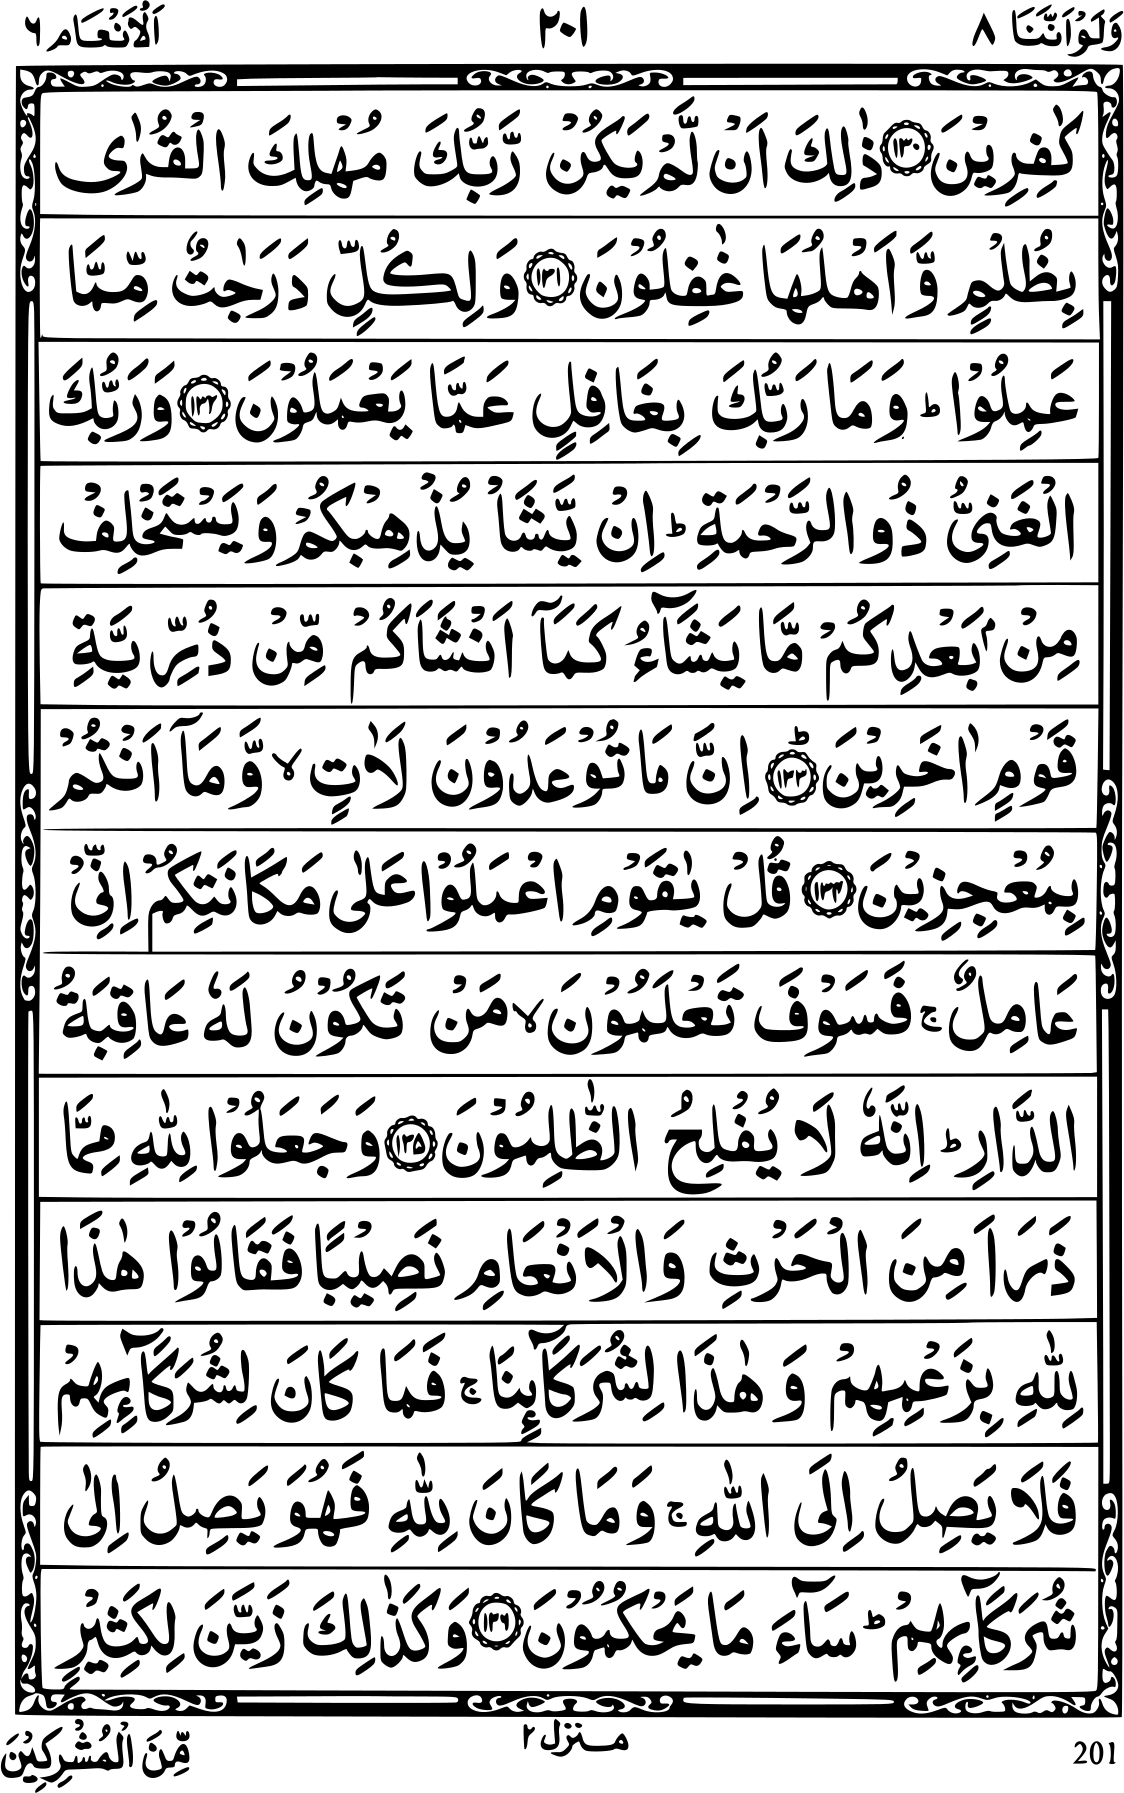 وَلَوْاَنَّنَا ٨ ٢٠١ اَلْاَنْعَام ٦
كٰفِرِيْنَ ﴿١٣٠﴾ ذٰلِكَ اَنْ لَّمْ يَكُنْ رَّبُّكَ مُهْلِكَ الْقُرٰى
بِظُلْمٍ وَّ اَهْلُهَا غٰفِلُوْنَ ﴿١٣١﴾ وَ لِكُلٍّ دَرَجٰتٌ مِّمَّا
عَمِلُوْا ؕ وَ مَا رَبُّكَ بِغَافِلٍ عَمَّا يَعْمَلُوْنَ ﴿١٣٢﴾ وَرَبُّكَ
الْغَنِىُّ ذُو الرَّحْمَةِ ؕ اِنْ يَّشَاْ يُذْهِبْكُمْ وَ يَسْتَخْلِفْ
مِنْۢ بَعْدِكُمْ مَّا يَشَآءُ كَمَاۤ اَنْشَاَكُمْ مِّنْ ذُرِّيَّةِ
قَوْمٍ اٰخَرِيْنَ ؕ﴿١٣٣﴾ اِنَّ مَا تُوْعَدُوْنَ لَاٰتٍ ۙ وَّ مَاۤ اَنْتُمْ
بِمُعْجِزِيْنَ ﴿١٣٤﴾ قُلْ يٰقَوْمِ اعْمَلُوْا عَلٰى مَكَانَتِكُمْ اِنِّىْ
عَامِلٌ ۚ فَسَوْفَ تَعْلَمُوْنَ ۙ مَنْ تَكُوْنُ لَهٗ عَاقِبَةُ
الدَّارِ ؕ اِنَّهٗ لَا يُفْلِحُ الظّٰلِمُوْنَ ﴿١٣٥﴾ وَ جَعَلُوْا لِلّٰهِ مِمَّا
ذَرَاَ مِنَ الْحَرْثِ وَ الْاَنْعَامِ نَصِيْبًا فَقَالُوْا هٰذَا
لِلّٰهِ بِزَعْمِهِمْ وَ هٰذَا لِشُرَكَآئِنَا ۚ فَمَا كَانَ لِشُرَكَآئِهِمْ
فَلَا يَصِلُ اِلَى اللّٰهِ ۚ وَ مَا كَانَ لِلّٰهِ فَهُوَ يَصِلُ اِلٰى
شُرَكَآئِهِمْ ؕ سَآءَ مَا يَحْكُمُوْنَ ﴿١٣٦﴾ وَ كَذٰلِكَ زَيَّنَ لِكَثِيْرٍ
201 منزل ٢ مِّنَ الْمُشْرِكِيْنَ